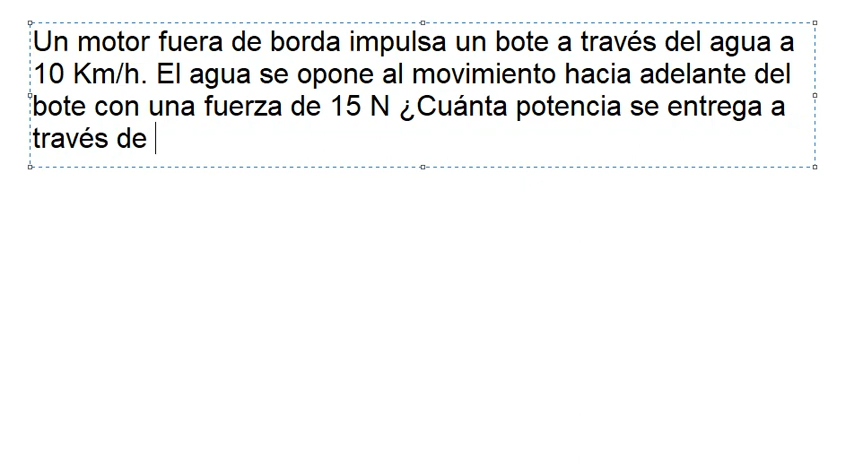 Un motor fuera de borda impulsa un bote a través del agua a
10 Km/h. El agua se opone al movimiento hacia adelante del
bote con una fuerza de 15 N ¿Cuánta potencia se entrega a
través de